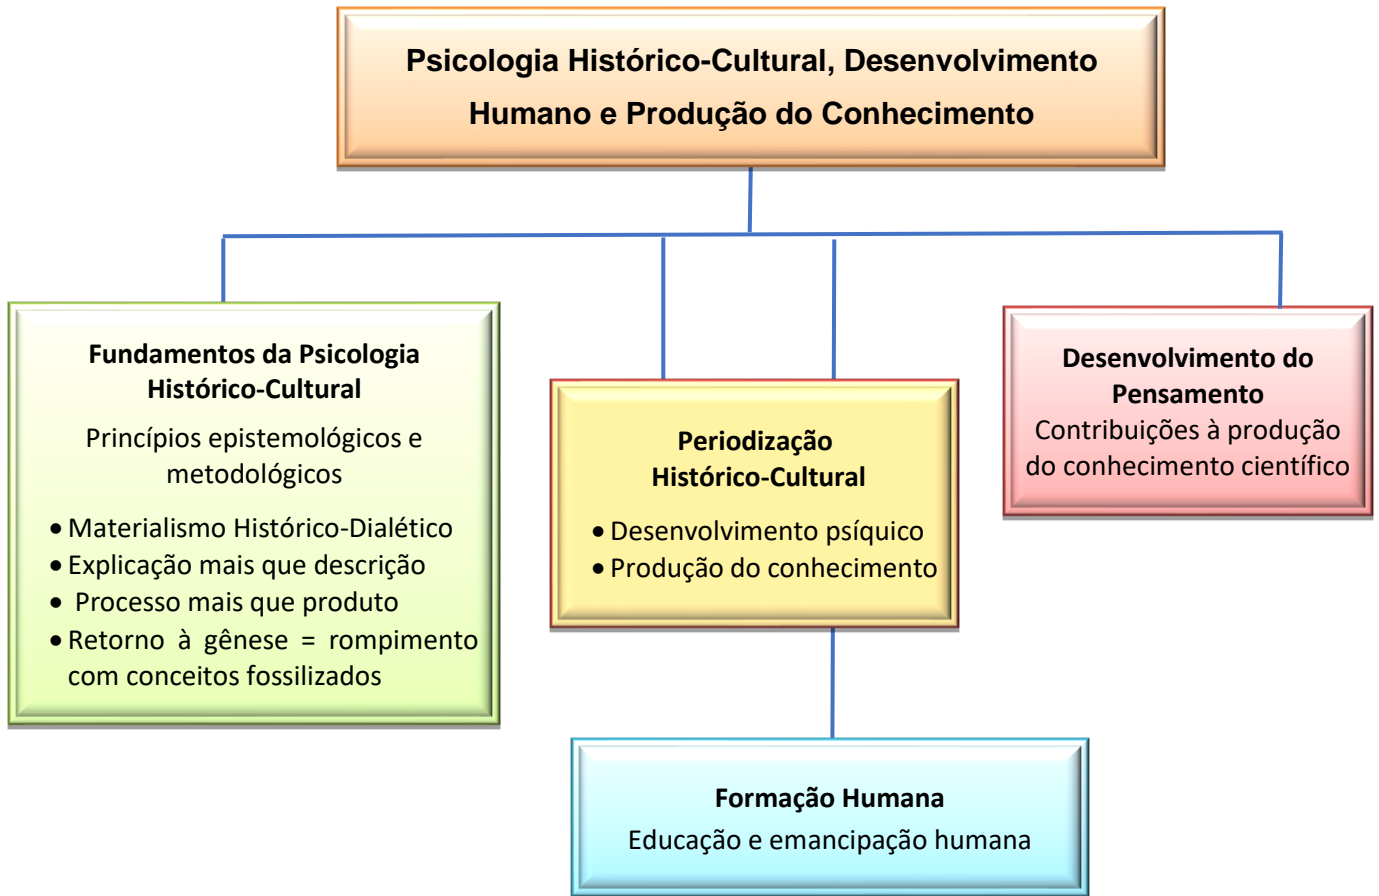 Psicologia Histórico-Cultural, Desenvolvimento
Humano e Produção do Conhecimento
Fundamentos da Psicologia
Histórico-Cultural
Princípios epistemológicos e
metodológicos
• Materialismo Histórico-Dialético
• Explicação mais que descrição
• Processo mais que produto
• Retorno à gênese = rompimento
com conceitos fossilizados
Periodização
Histórico-Cultural
• Desenvolvimento psíquico
• Produção do conhecimento
Desenvolvimento do
Pensamento
Contribuições à produção
do conhecimento científico
Formação Humana
Educação e emancipação humana